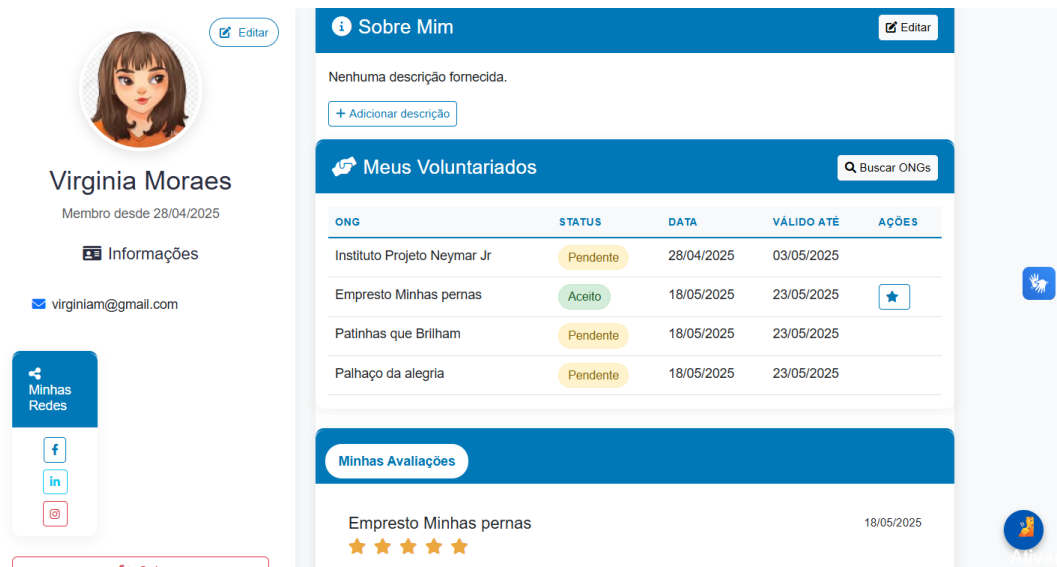 Editar
Virginia Moraes
Membro desde 28/04/2025
Informações
virginiam@gmail.com
Minhas
Redes
Sobre Mim
Editar
Nenhuma descrição fornecida.
+ Adicionar descrição
Meus Voluntariados
Buscar ONGs
ONG STATUS DATA VÁLIDO ATÉ AÇÕES
Instituto Projeto Neymar Jr Pendente 28/04/2025 03/05/2025
Empresto Minhas pernas Aceito 18/05/2025 23/05/2025
Patinhas que Brilham Pendente 18/05/2025 23/05/2025
Palhaço da alegria Pendente 18/05/2025 23/05/2025
Minhas Avaliações
Empresto Minhas pernas 18/05/2025